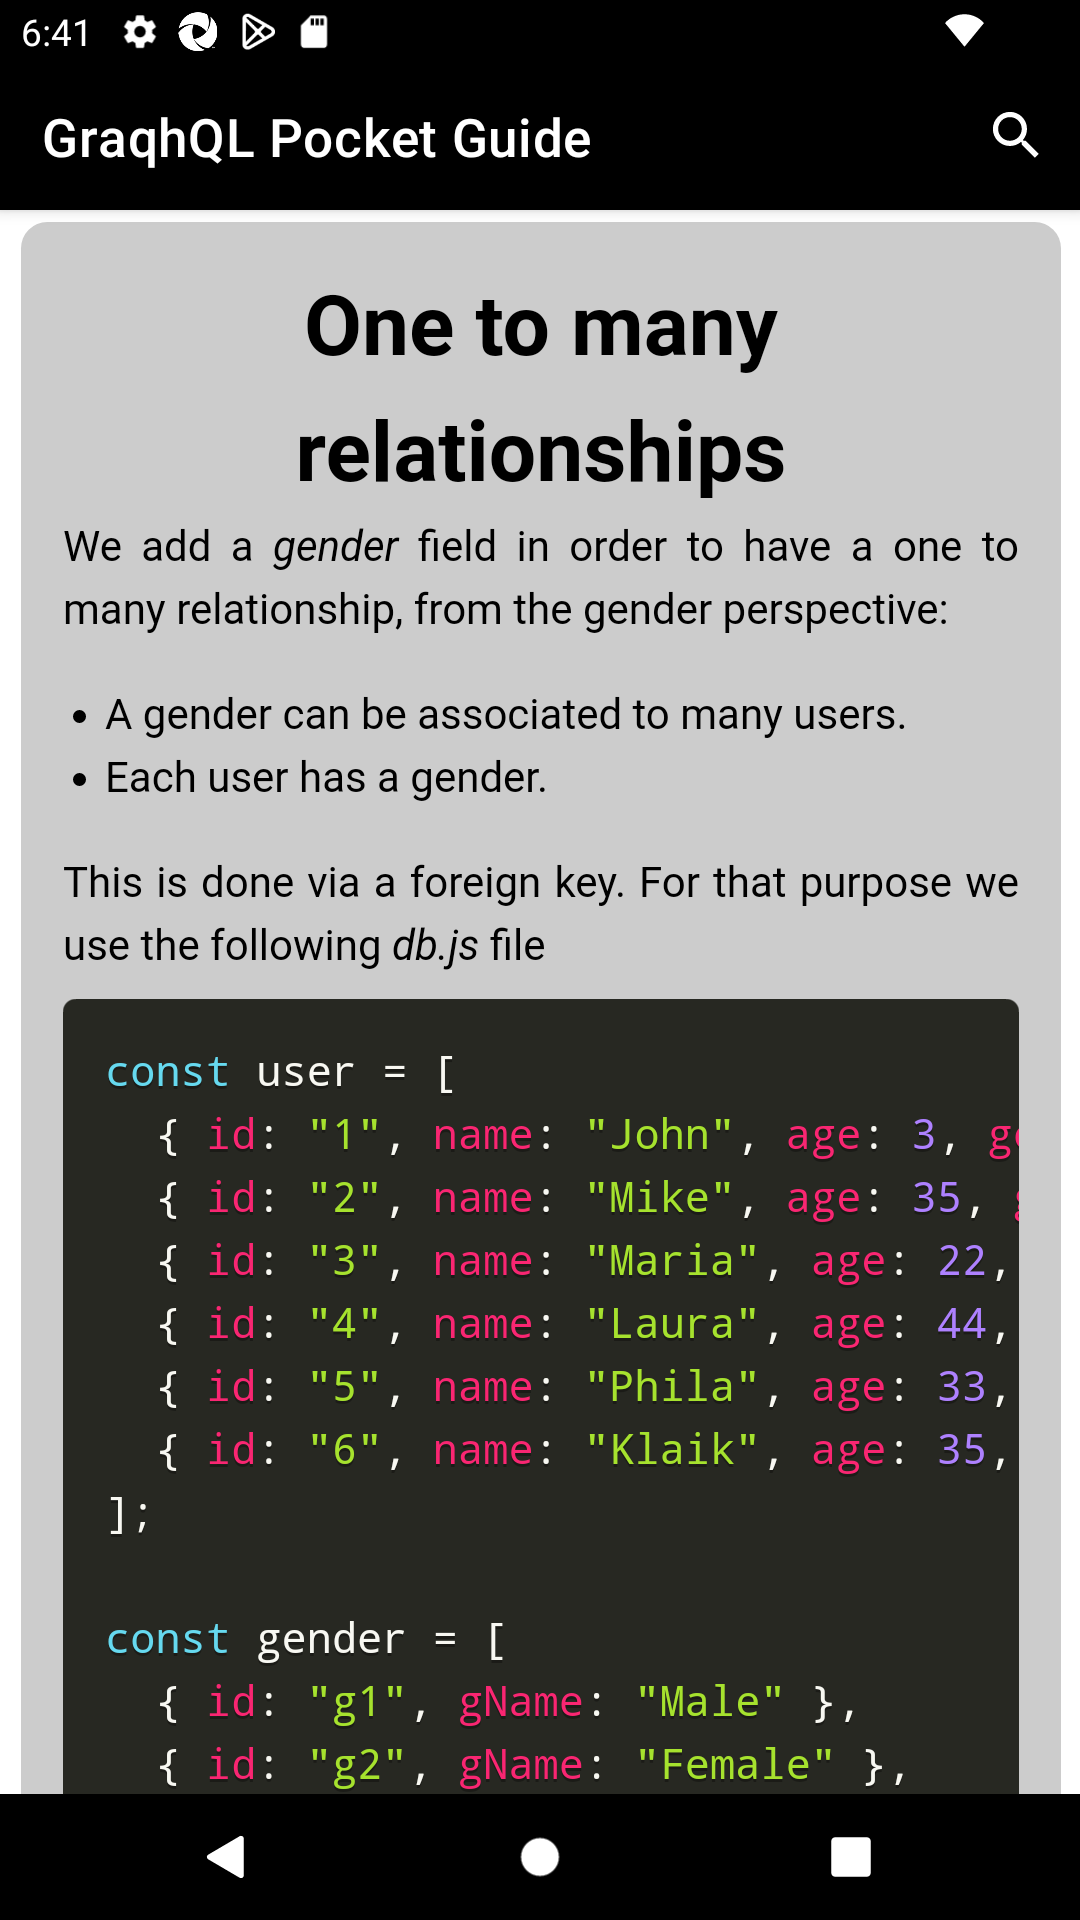 6:41
GraqhQL Pocket Guide
One to many
relationships
We add a gender field in order to have a one to
many relationship, from the gender perspective:
• A gender can be associated to many users.
• Each user has a gender.
This is done via a foreign key. For that purpose we
use the following db.js file
const user = [
  { id: "1", name: "John", age: 3,
  { id: "2", name: "Mike", age: 35,
  { id: "3", name: "Maria", age: 22,
  { id: "4", name: "Laura", age: 44,
  { id: "5", name: "Phila", age: 33,
  { id: "6", name: "Klaik", age: 35,
];
const gender = [
  { id: "g1", gName: "Male" },
  { id: "g2", gName: "Female" },